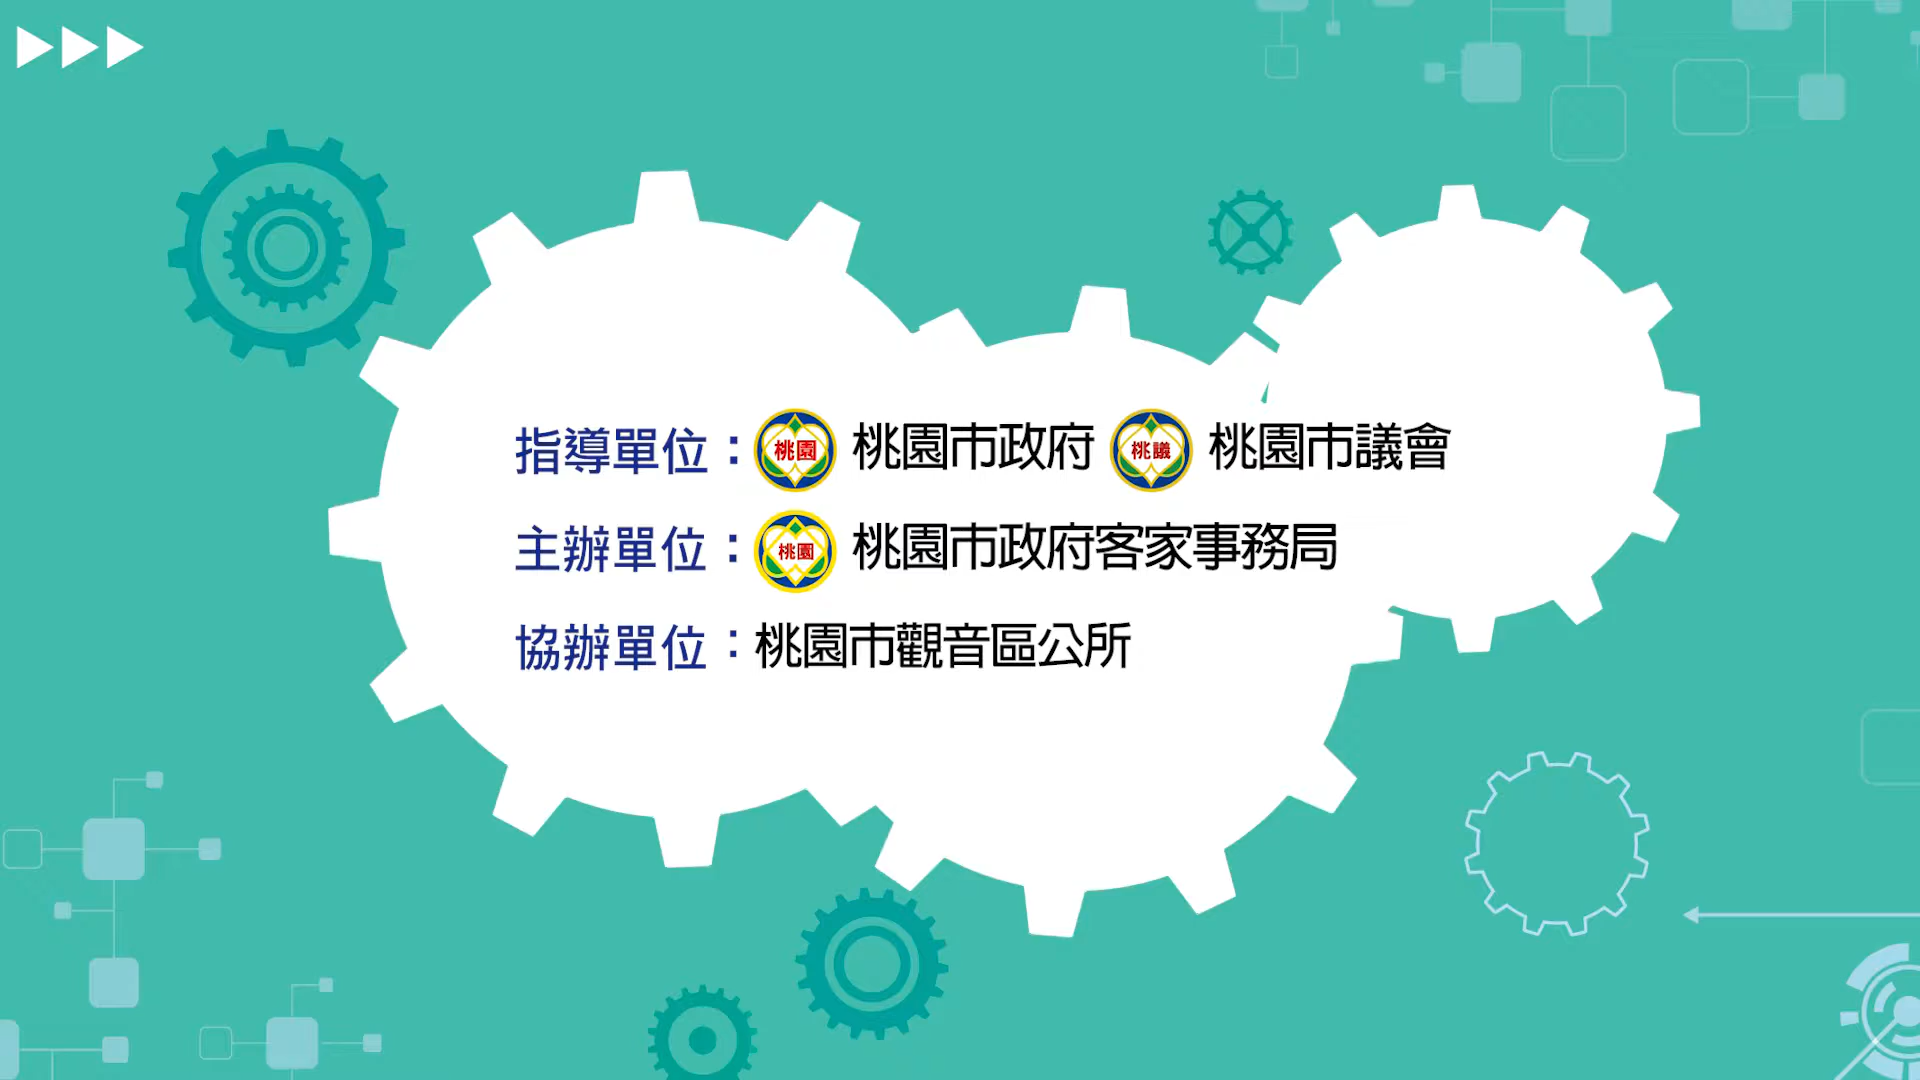 指導單位：桃園 桃園市政府 桃議 桃園市議會
主辦單位：桃園 桃園市政府客家事務局
協辦單位：桃園市觀音區公所